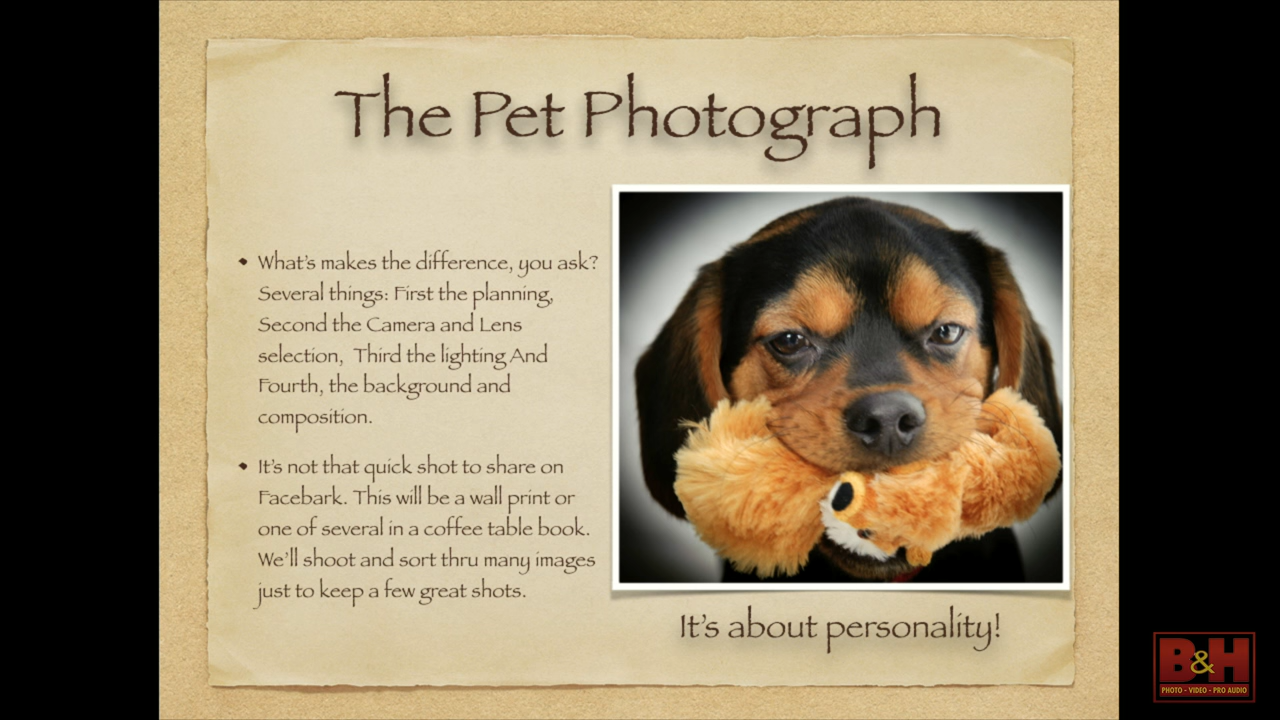 The Pet Photograph
• What's makes the difference, you ask?
Several things: First the planning,
Second the Camera and Lens
selection, Third the lighting And
Fourth, the background and
composition.
• It's not that quick shot to share on
Facebark. This will be a wall print or
one of several in a coffee table book.
We'll shoot and sort thru many images
just to keep a few great shots.
It's about personality!
B&H
PHOTO - VIDEO - PRO AUDIO